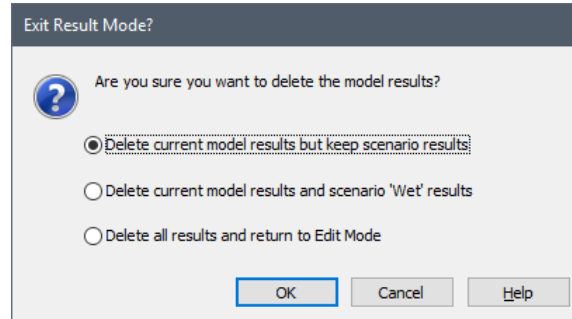 Exit Result Mode?
Are you sure you want to delete the model results?
Delete current model results but keep scenario results
Delete current model results and scenario 'Wet' results
Delete all results and return to Edit Mode
OK Cancel Help